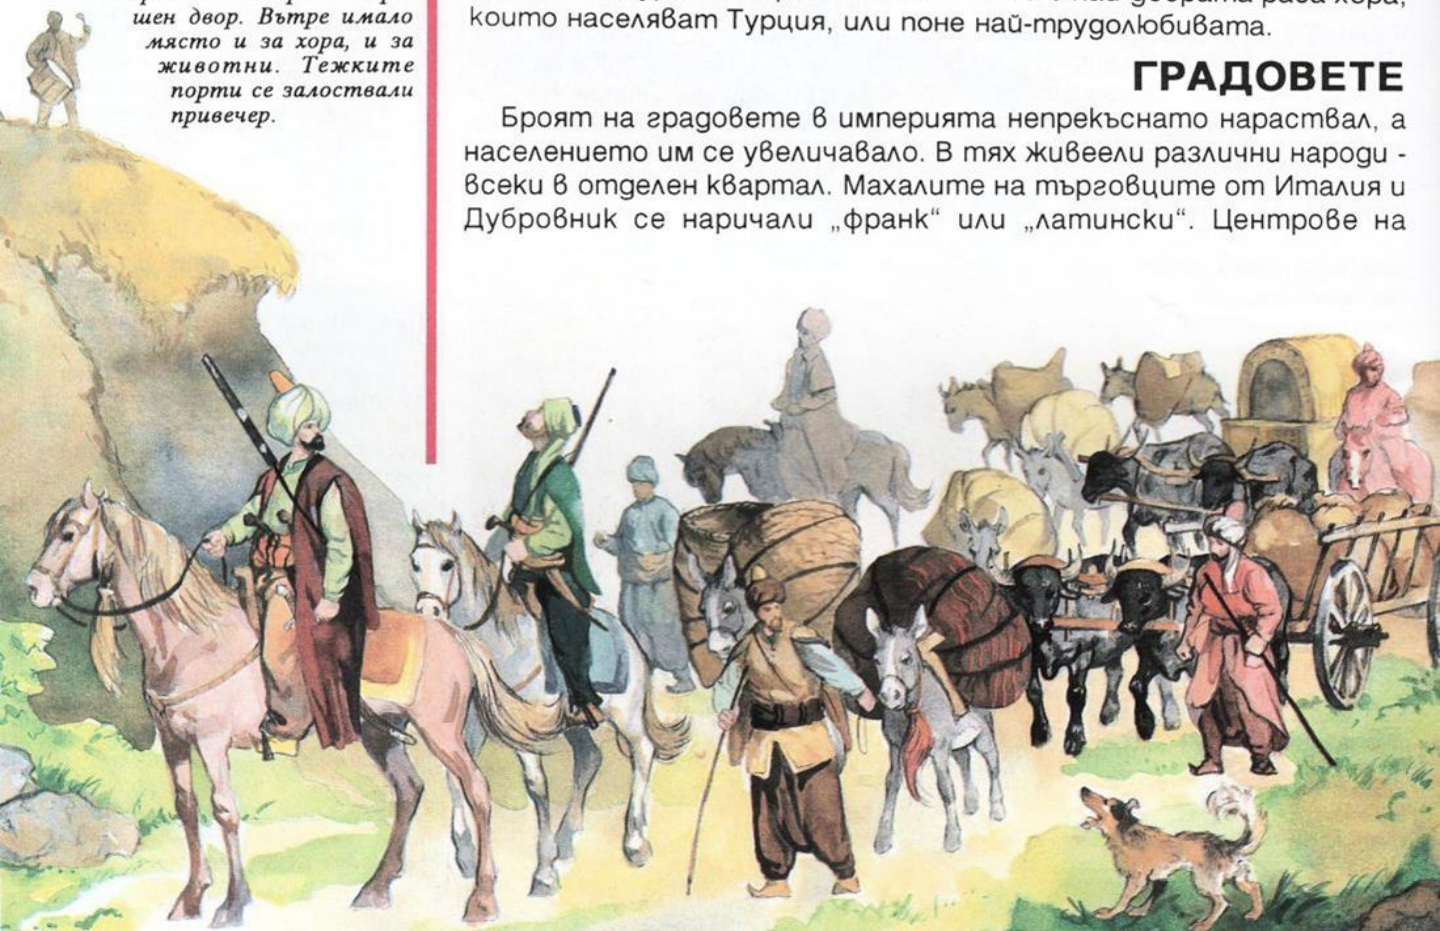 шен двор. Вътре имало
място и за хора, и за
животни. Тежките
порти се залоствали
привечер.
които населяват Турция, или поне най-трудолюбивата.
ГРАДОВЕТЕ
Броят на градовете в империята непрекъснато нараствал, а
населението им се увеличавало. В тях живеели различни народи -
всеки в отделен квартал. Махалите на търговците от Италия и
Дубровник се наричали „франк“ или „латински“. Центрове на